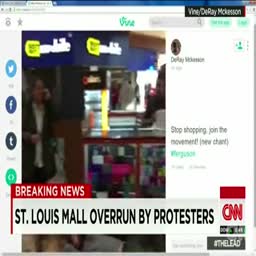 Vine/DeRay Mckesson
Vine
DeRay Mckesson
Stop shopping, join the
movement! (new chant)
#ferguson
BREAKING NEWS
ST. LOUIS MALL OVERRUN BY PROTESTERS
CNN
#THELEAD